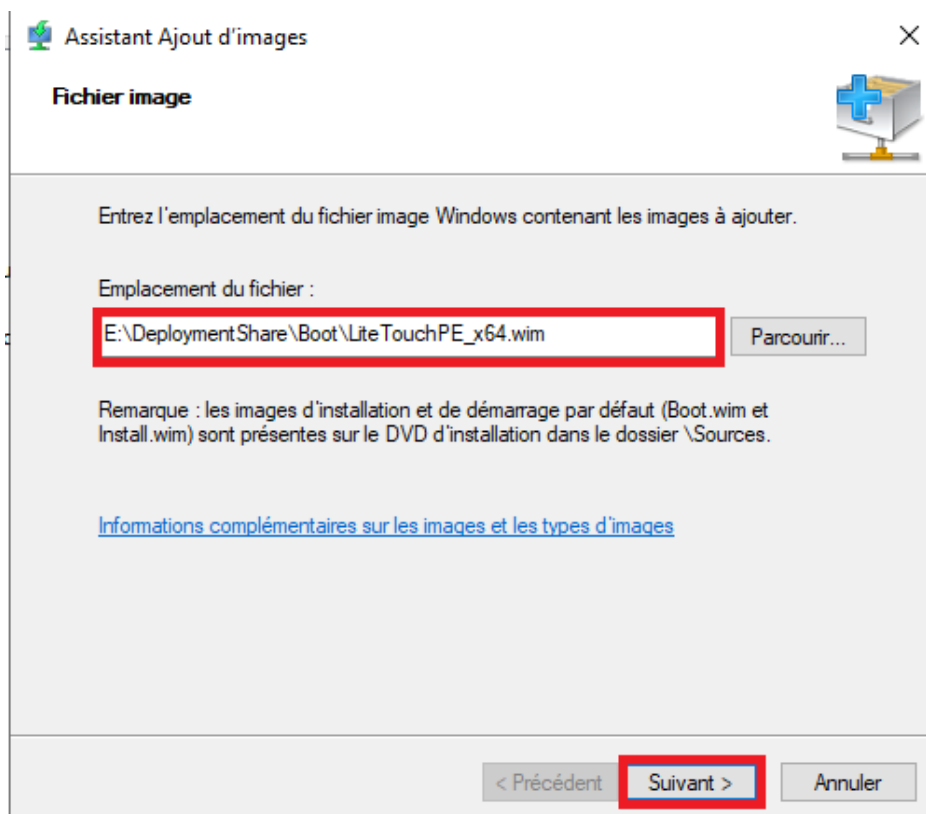 Assistant Ajout d'images
Fichier image
Entrez l'emplacement du fichier image Windows contenant les images à ajouter.
Emplacement du fichier :
E:\DeploymentShare\Boot\LiteTouchPE_x64.wim
Parcourir...
Remarque : les images d'installation et de démarrage par défaut (Boot.wim et
Install.wim) sont présentes sur le DVD d'installation dans le dossier \Sources.
Informations complémentaires sur les images et les types d'images
< Précédent
Suivant >
Annuler